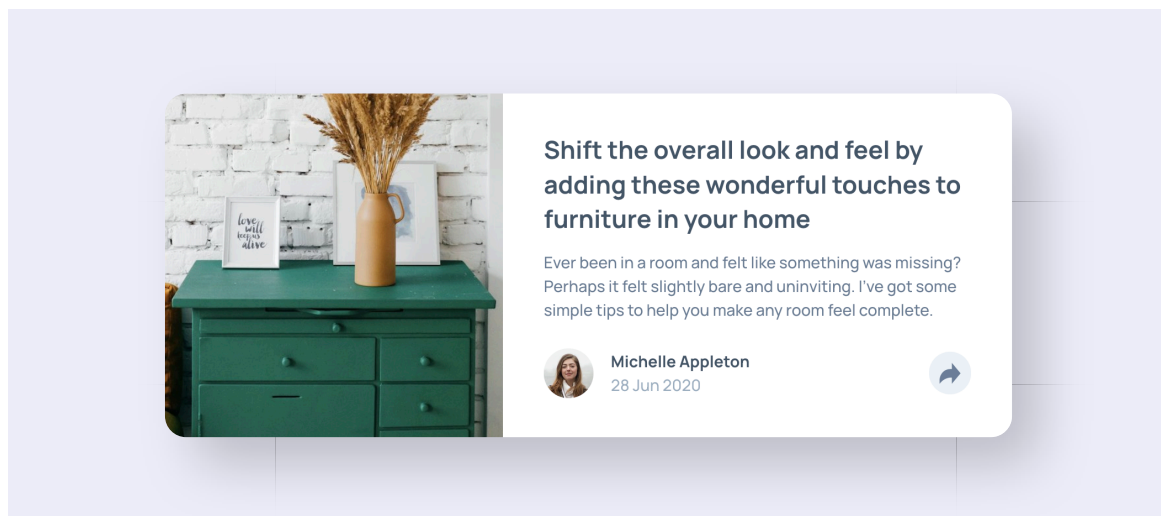 love
will
keep us
alive
Shift the overall look and feel by
adding these wonderful touches to
furniture in your home
Ever been in a room and felt like something was missing?
Perhaps it felt slightly bare and uninviting. I’ve got some
simple tips to help you make any room feel complete.
Michelle Appleton
28 Jun 2020